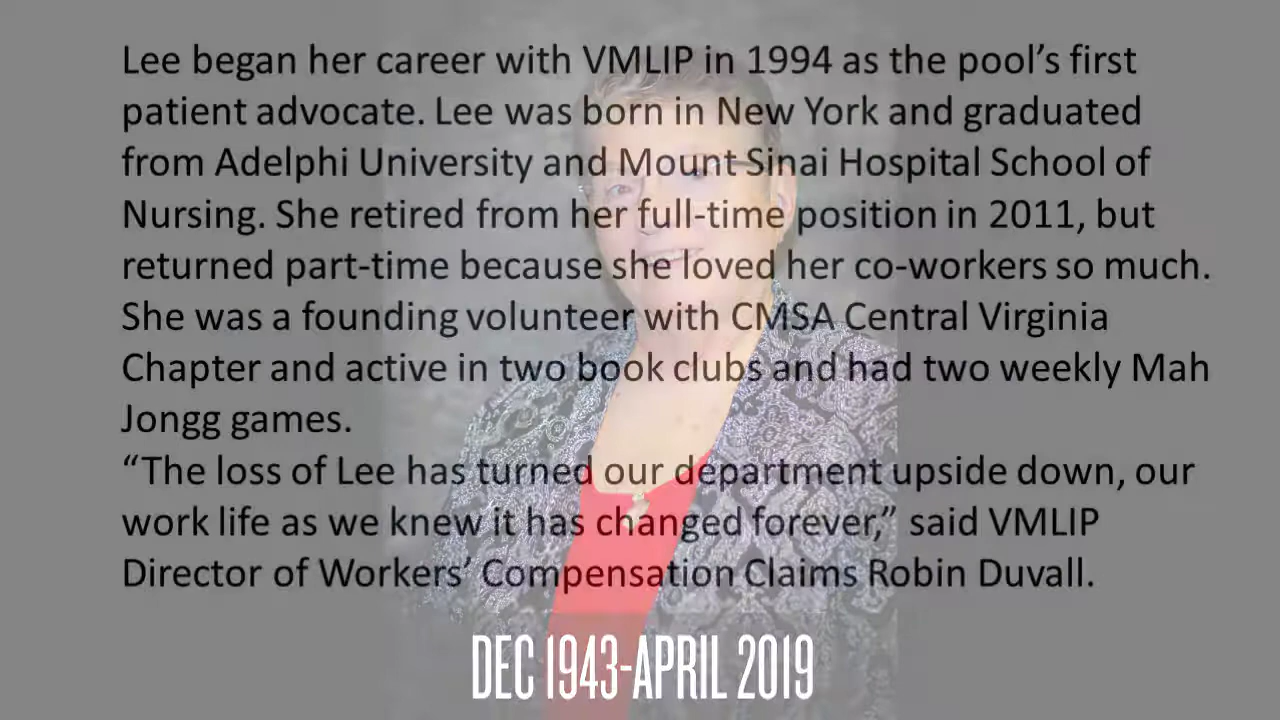 Lee began her career with VMLIP in 1994 as the pool’s first
patient advocate. Lee was born in New York and graduated
from Adelphi University and Mount Sinai Hospital School of
Nursing. She retired from her full-time position in 2011, but
returned part-time because she loved her co-workers so much.
She was a founding volunteer with CMSA Central Virginia
Chapter and active in two book clubs and had two weekly Mah
Jongg games.
“The loss of Lee has turned our department upside down, our
work life as we knew it has changed forever,” said VMLIP
Director of Workers’ Compensation Claims Robin Duvall.
DEC 1943-APRIL 2019